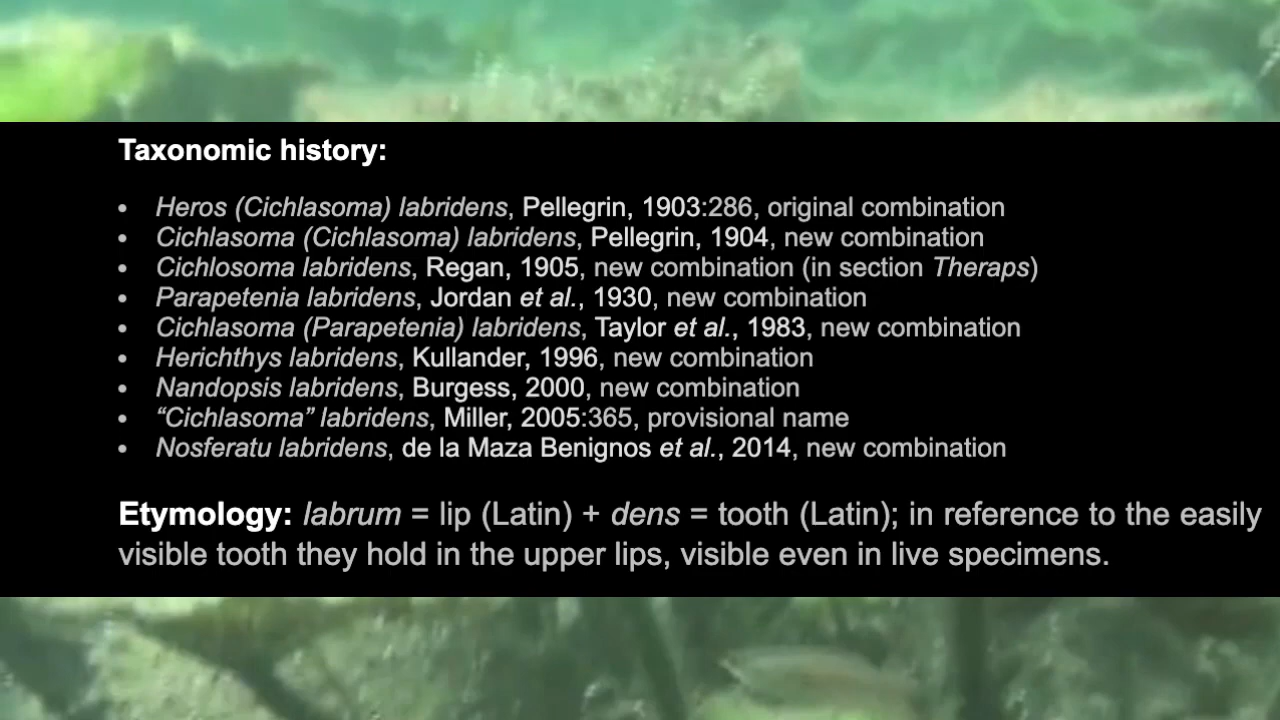 Taxonomic history:
• Heros (Cichlasoma) labridens, Pellegrin, 1903:286, original combination
• Cichlasoma (Cichlasoma) labridens, Pellegrin, 1904, new combination
• Cichlosoma labridens, Regan, 1905, new combination (in section Theraps)
• Parapetenia labridens, Jordan et al., 1930, new combination
• Cichlasoma (Parapetenia) labridens, Taylor et al., 1983, new combination
• Herichthys labridens, Kullander, 1996, new combination
• Nandopsis labridens, Burgess, 2000, new combination
• “Cichlasoma” labridens, Miller, 2005:365, provisional name
• Nosferatu labridens, de la Maza Benignos et al., 2014, new combination
Etymology: labrum = lip (Latin) + dens = tooth (Latin); in reference to the easily
visible tooth they hold in the upper lips, visible even in live specimens.